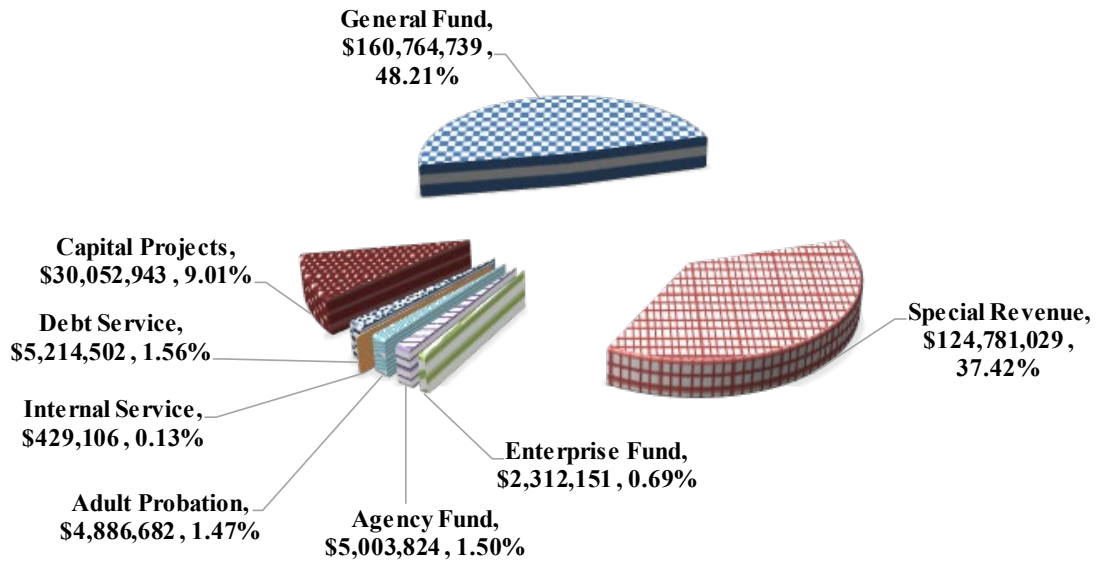 General Fund,
$160,764,739 ,
48.21%
Capital Projects,
$30,052,943 , 9.01%
Debt Service,
$5,214,502 , 1.56%
Special Revenue,
$124,781,029 ,
37.42%
Internal Service,
$429,106 , 0.13%
Enterprise Fund,
$2,312,151 , 0.69%
Adult Probation,
$4,886,682 , 1.47%
Agency Fund,
$5,003,824 , 1.50%